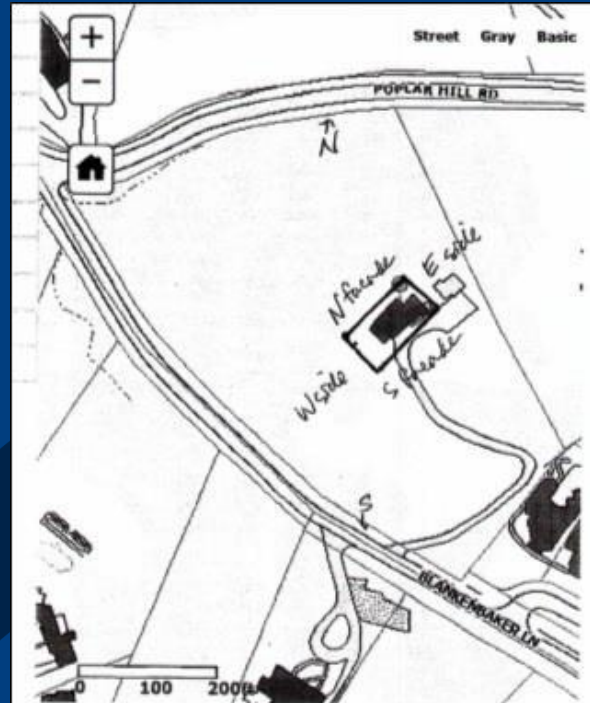 +
Street Gray Basic
−
POPLAR HILL RD
N
N facade
E side
S facade
W side
S
BLANKENBAKER LN
0 100 200